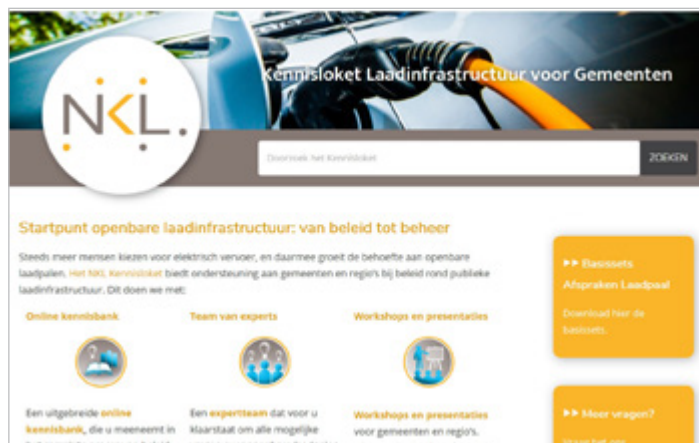 Kennisloket Laadinfrastructuur voor Gemeenten
NKL.
Doorzoek het Kennisloket
ZOEKEN
Startpunt openbare laadinfrastructuur: van beleid tot beheer
Steeds meer mensen kiezen voor elektrisch vervoer, en daarmee groeit de behoefte aan openbare
laadpalen. Het NKL Kennisloket biedt ondersteuning aan gemeenten en regio's bij beleid rond publieke
laadinfrastructuur. Dit doen we met:
Online kennisbank
Team van experts
Workshops en presentaties
Een uitgebreide online
kennisbank, die u meeneemt in
Een expertteam dat voor u
klaarstaat om alle mogelijke
Workshops en presentaties
voor gemeenten en regio's.
▸▸ Basissets
Afspraken Laadpaal
Download hier de
basissets.
▸▸ Meer vragen?